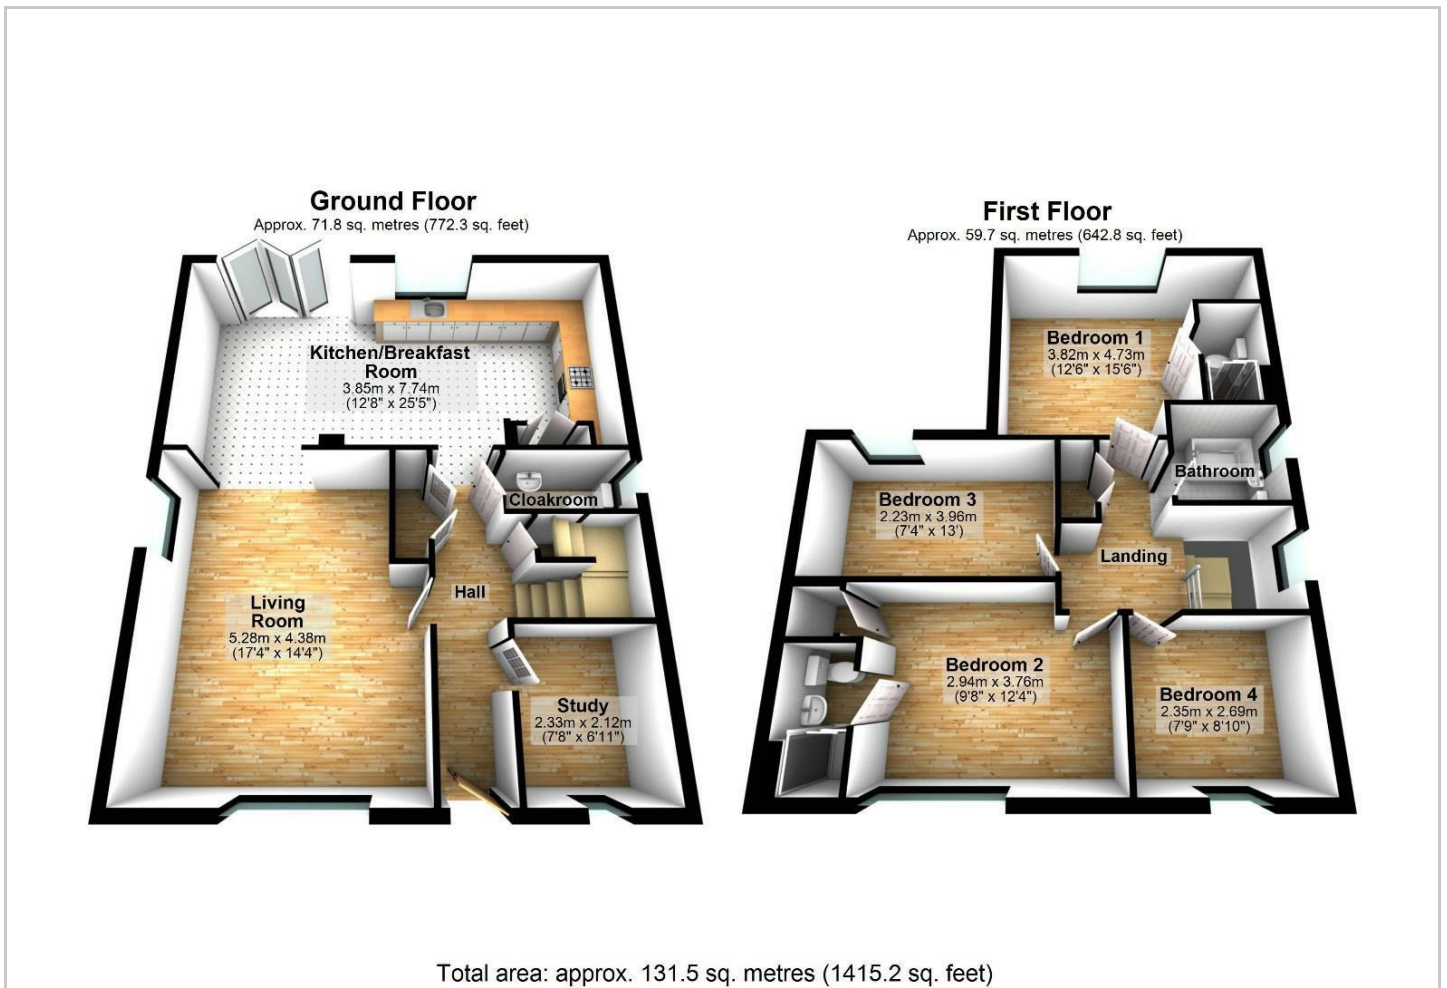 Ground Floor
Approx. 71.8 sq. metres (772.3 sq. feet)
Kitchen/Breakfast
Room
3.85m x 7.74m
(12'8" x 25'5")
Cloakroom
Hall
Living
Room
5.28m x 4.38m
(17'4" x 14'4")
Study
2.33m x 2.12m
(7'8" x 6'11")
First Floor
Approx. 59.7 sq. metres (642.8 sq. feet)
Bedroom 1
3.82m x 4.73m
(12'6" x 15'6")
Bathroom
Bedroom 3
2.23m x 3.96m
(7'4" x 13')
Landing
Bedroom 2
2.94m x 3.76m
(9'8" x 12'4")
Bedroom 4
2.35m x 2.69m
(7'9" x 8'10")
Total area: approx. 131.5 sq. metres (1415.2 sq. feet)